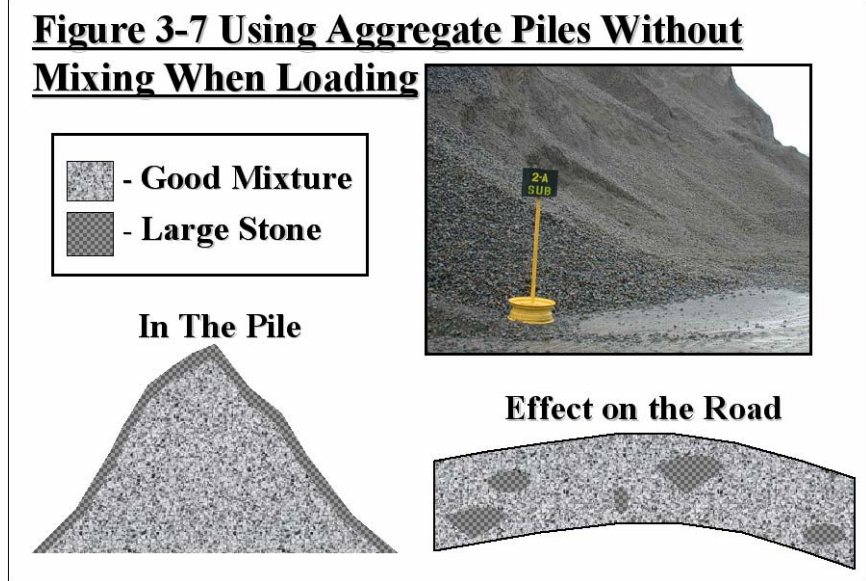 Figure 3-7 Using Aggregate Piles Without
Mixing When Loading
2-A
SUB
- Good Mixture
- Large Stone
In The Pile
Effect on the Road